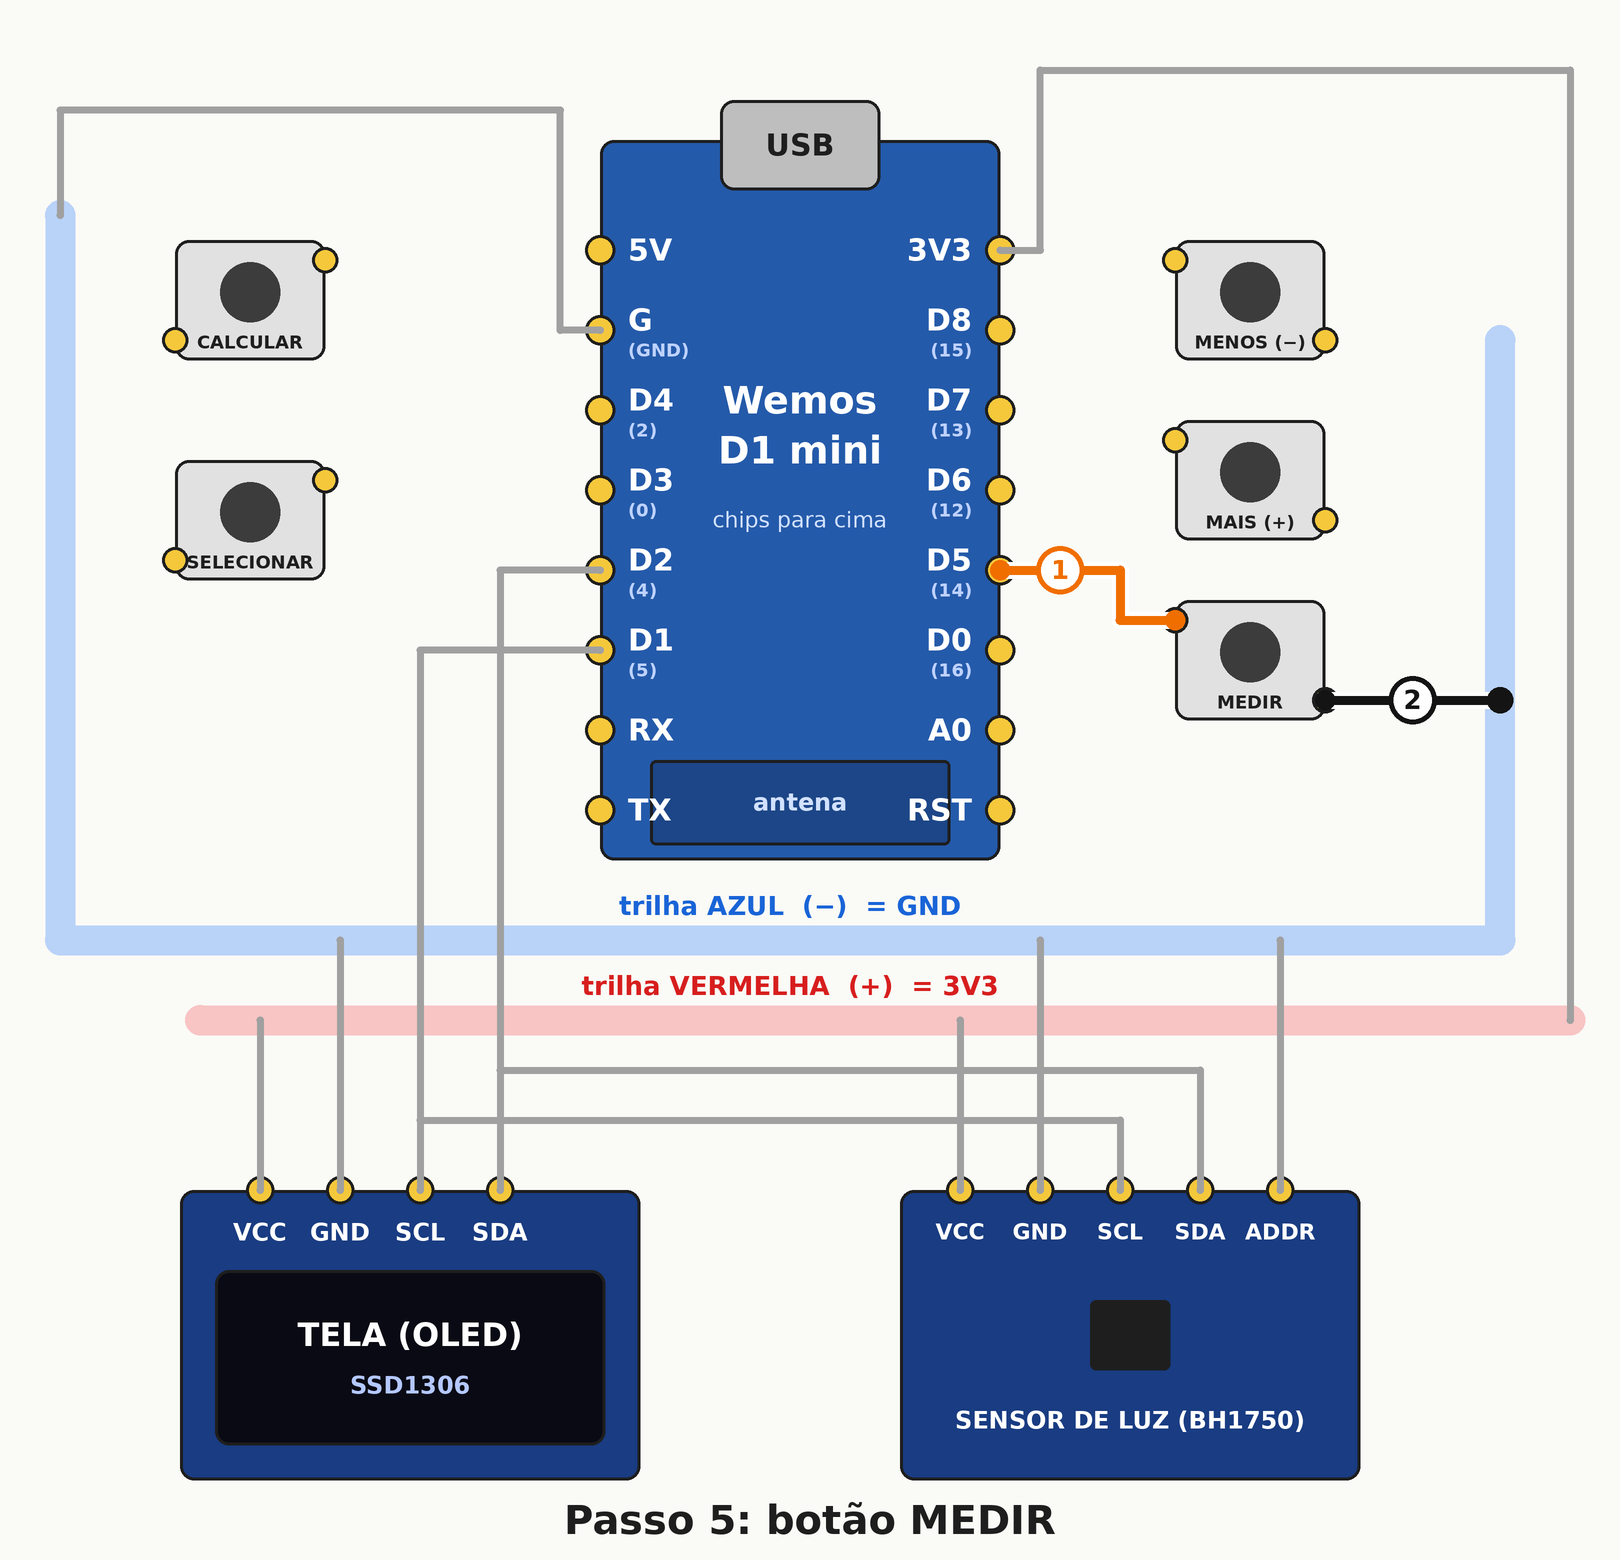 USB
5V
3V3
G
(GND)
D8
(15)
D4
(2)
Wemos
D1 mini
D7
(13)
D3
(0)
chips para cima
D6
(12)
D2
(4)
D5
(14)
D1
(5)
D0
(16)
RX
A0
TX
antena
RST
CALCULAR
SELECIONAR
MENOS (−)
MAIS (+)
MEDIR
1
2
trilha AZUL (−) = GND
trilha VERMELHA (+) = 3V3
VCC GND SCL SDA
TELA (OLED)
SSD1306
VCC GND SCL SDA ADDR
SENSOR DE LUZ (BH1750)
Passo 5: botão MEDIR